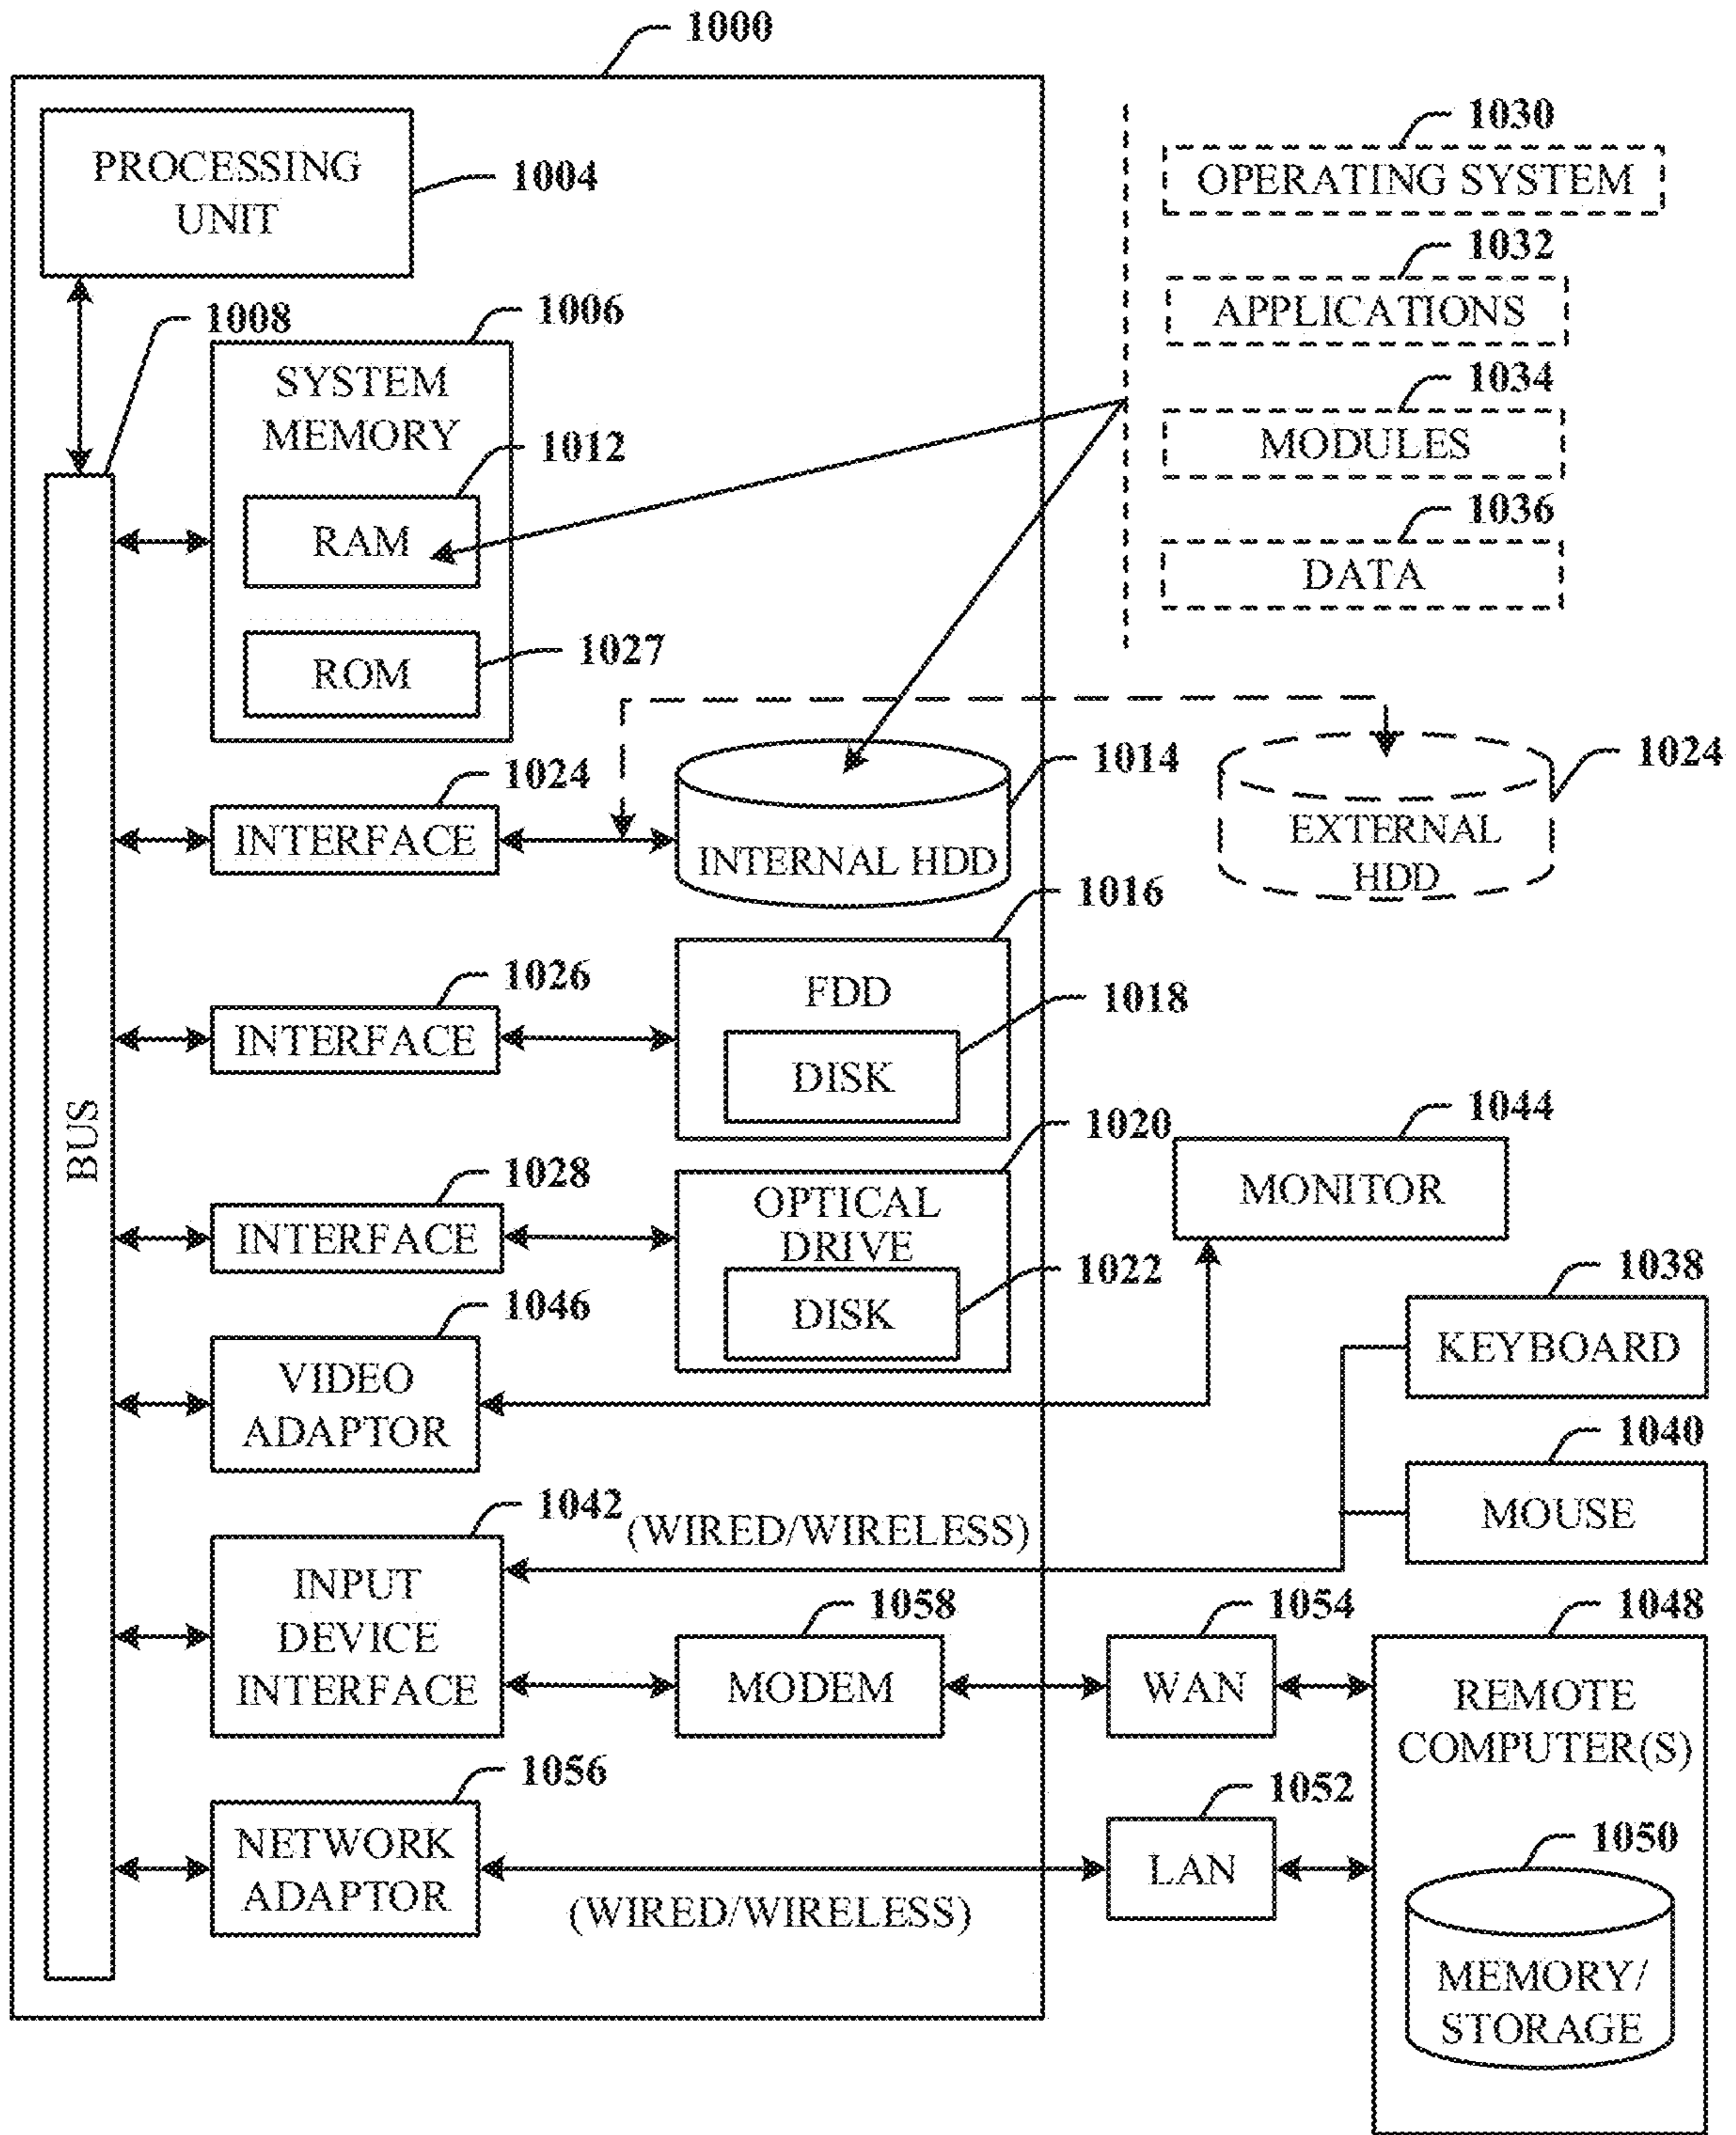 1000
PROCESSING
UNIT
1004
1030
OPERATING SYSTEM
1032
APPLICATIONS
1034
MODULES
1036
DATA
1008
1006
SYSTEM
MEMORY
1012
RAM
ROM
1027
BUS
1024
INTERFACE
1014
INTERNAL HDD
1024
EXTERNAL
HDD
1026
INTERFACE
1016
FDD
1018
DISK
1028
INTERFACE
1020
OPTICAL
DRIVE
1022
DISK
1044
MONITOR
1046
VIDEO
ADAPTOR
1038
KEYBOARD
1040
MOUSE
1042
(WIRED/WIRELESS)
INPUT
DEVICE
INTERFACE
1058
MODEM
1054
WAN
1048
REMOTE
COMPUTER(S)
1056
NETWORK
ADAPTOR
(WIRED/WIRELESS)
1052
LAN
1050
MEMORY/
STORAGE